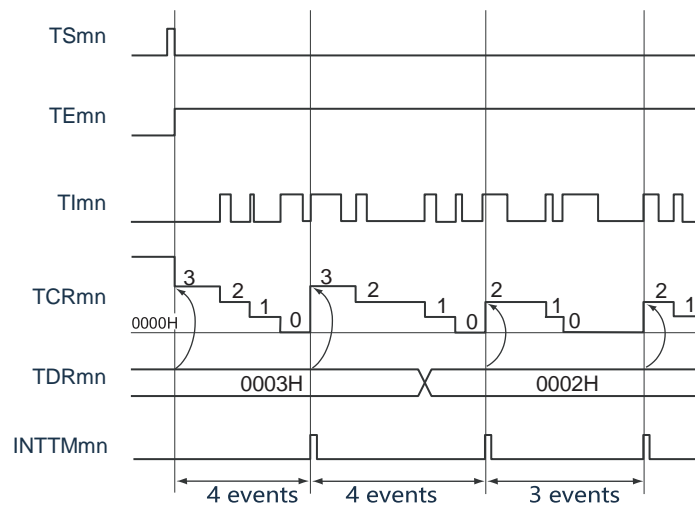 TSmn
TEmn
TImn
TCRmn
3 2 1 0 3 2 1 0 2 1 0 2 1
0000H
TDRmn
0003H 0002H
INTTMmn
4 events 4 events 3 events